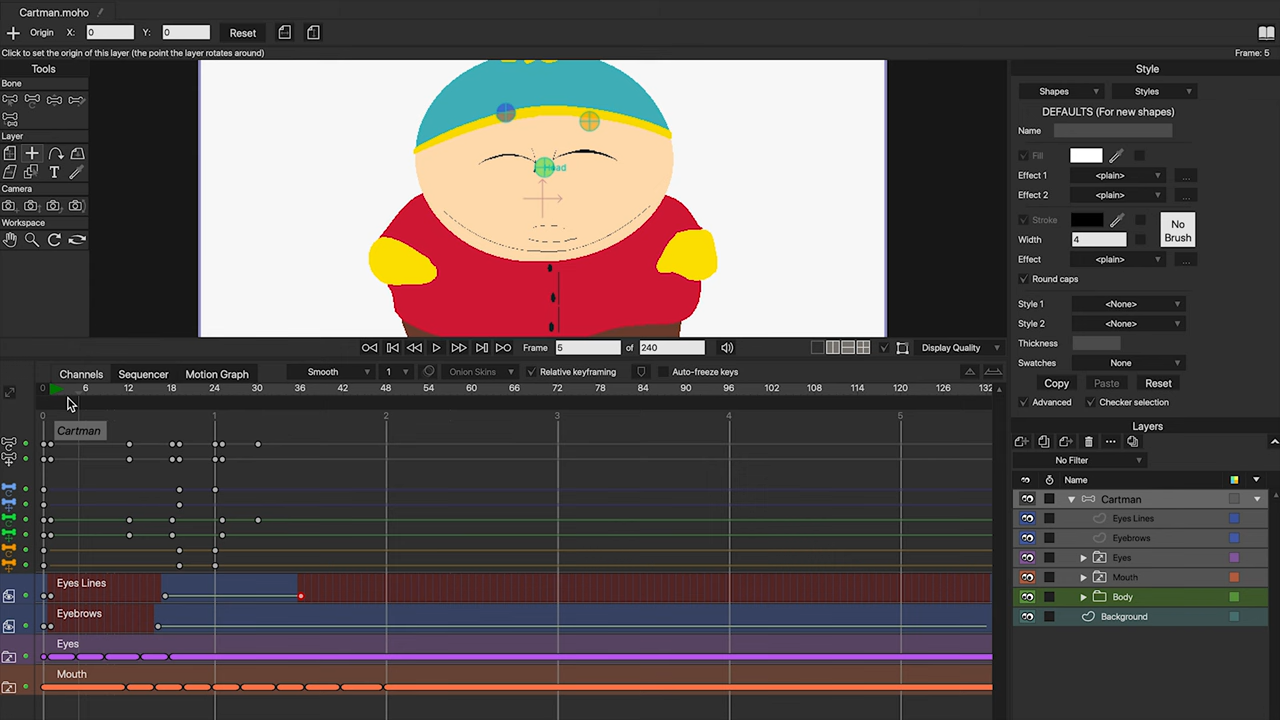 Cartman.moho
Origin X: 0 Y: 0 Reset
Click to set the origin of this layer (the point the layer rotates around) Frame: 5
Tools
Bone
Layer
T
Camera
Workspace
Head
Style
Shapes Styles
DEFAULTS (For new shapes)
Name
Fill
Effect 1 <plain> ...
Effect 2 <plain> ...
Stroke
Width 4
No
Brush
Effect <plain> ...
Round caps
Style 1 <None>
Style 2 <None>
Thickness
Swatches None
Copy Paste Reset
Advanced Checker selection
Frame 5 of 240 Display Quality
Channels Sequencer Motion Graph Smooth 1 Onion Skins Relative keyframing Auto-freeze keys
0 6 12 18 24 30 36 42 48 54 60 66 72 78 84 90 96 102 108 114 120 126 132
0 1 2 3 4 5
Cartman
Eyes Lines
Eyebrows
Eyes
Mouth
Layers
...
No Filter
Name
Cartman
Eyes Lines
Eyebrows
Eyes
Mouth
Body
Background